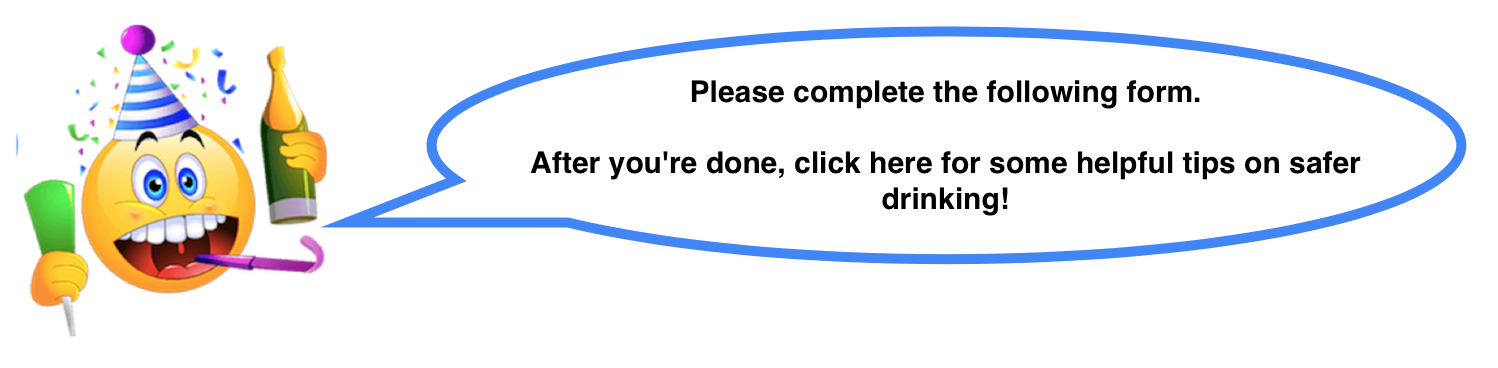 Please complete the following form.
After you're done, click here for some helpful tips on safer
drinking!